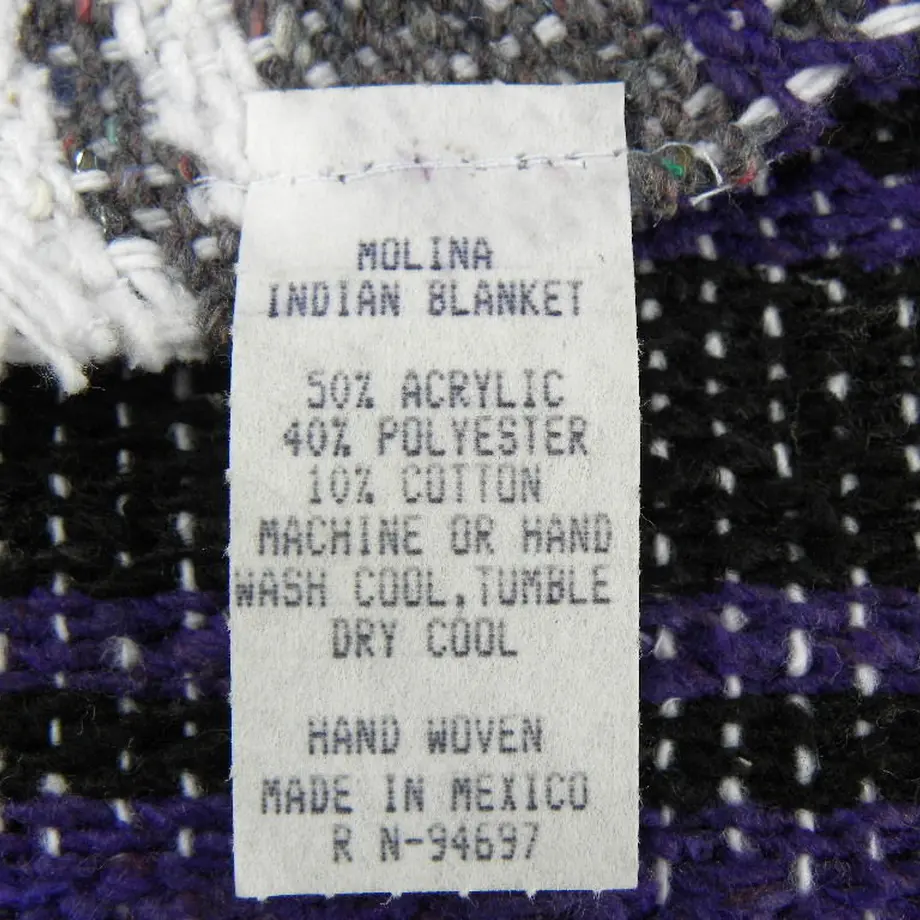 MOLINA
INDIAN BLANKET
50% ACRYLIC
40% POLYESTER
10% COTTON
MACHINE OR HAND
WASH COOL,TUMBLE
DRY COOL
HAND WOVEN
MADE IN MEXICO
R N-94697